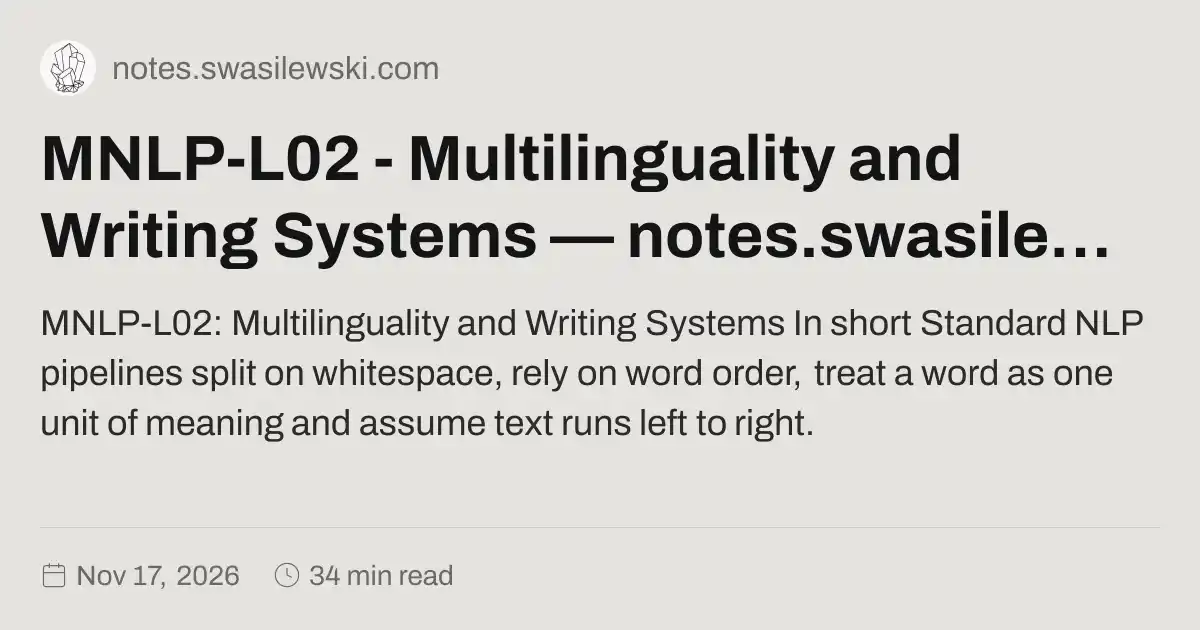 notes.swasilewski.com
MNLP-L02 - Multilinguality and
Writing Systems — notes.swasile...
MNLP-L02: Multilinguality and Writing Systems In short Standard NLP
pipelines split on whitespace, rely on word order, treat a word as one
unit of meaning and assume text runs left to right.
Nov 17, 2026 34 min read